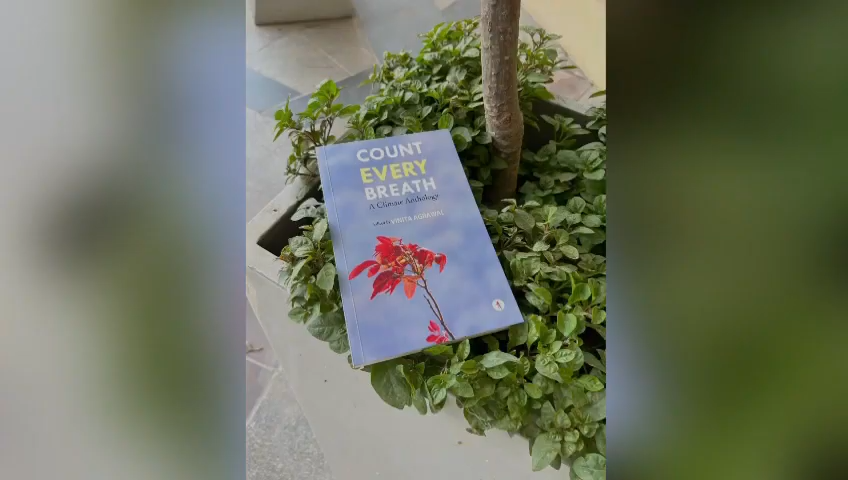 COUNT
EVERY
BREATH
A Climate Anthology
VINITA AGRAWAL